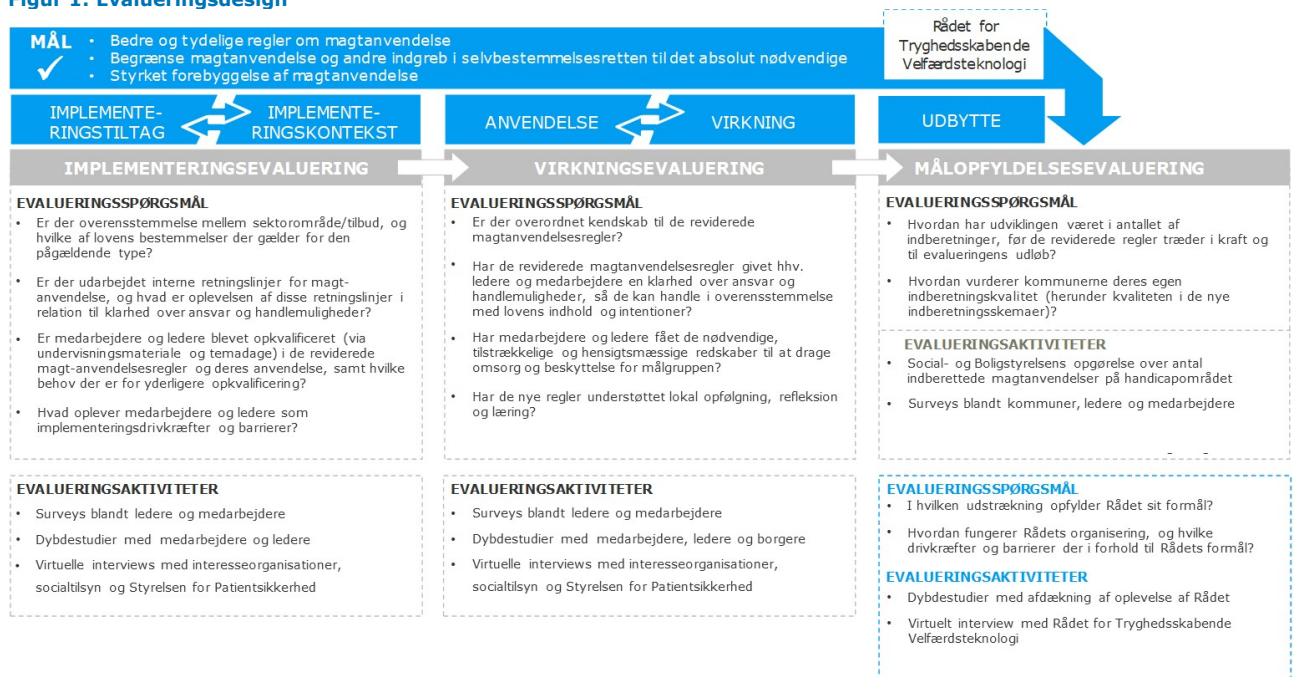 Figur 1: Evalueringsdesign
MÅL
• Bedre og tydelige regler om magtanvendelse
• Begrænse magtanvendelse og andre indgreb i selvbestemmelsesretten til det absolut nødvendige
• Styrket forebyggelse af magtanvendelse
Rådet for
Tryghedsskabende
Velfærdsteknologi
IMPLEMENTE-
RINGSTILTAG
IMPLEMENTE-
RINGSKONTEKST
ANVENDELSE
VIRKNING
UDBYTTE
IMPLEMENTERINGSEVALUERING
VIRKNINGSEVALUERING
MÅLOPFYLDELSESEVALUERING
EVALUERINGSSPØRGSMÅL
• Er der overensstemmelse mellem sektorområde/tilbud, og
hvilke af lovens bestemmelser der gælder for den
pågældende type?
• Er der udarbejdet interne retningslinjer for magt-
anvendelse, og hvad er oplevelsen af disse retningslinjer i
relation til klarhed over ansvar og handlemuligheder?
• Er medarbejdere og ledere blevet opkvalificeret (via
undervisningsmateriale og temadage) i de reviderede
magt-anvendelsesregler og deres anvendelse, samt hvilke
behov der er for yderligere opkvalificering?
• Hvad oplever medarbejdere og ledere som
implementeringsdrivkræfter og barrierer?
EVALUERINGSAKTIVITETER
• Surveys blandt ledere og medarbejdere
• Dybdestudier med medarbejdere og ledere
• Virtuelle interviews med interesseorganisationer,
socialtilsyn og Styrelsen for Patientsikkerhed
EVALUERINGSSPØRGSMÅL
• Er der overordnet kendskab til de reviderede
magtanvendelsesregler?
• Har de reviderede magtanvendelsesregler givet hhv.
ledere og medarbejdere en klarhed over ansvar og
handlemuligheder, så de kan handle i overensstemmelse
med lovens indhold og intentioner?
• Har medarbejdere og ledere fået de nødvendige,
tilstrækkelige og hensigtsmæssige redskaber til at drage
omsorg og beskyttelse for målgruppen?
• Har de nye regler understøttet lokal opfølgning, refleksion
og læring?
EVALUERINGSAKTIVITETER
• Surveys blandt ledere og medarbejdere
• Dybdestudier med medarbejdere, ledere og borgere
• Virtuelle interviews med interesseorganisationer,
socialtilsyn og Styrelsen for Patientsikkerhed
EVALUERINGSSPØRGSMÅL
• Hvordan har udviklingen været i antallet af
indberetninger, før de reviderede regler træder i kraft og
til evalueringens udløb?
• Hvordan vurderer kommunerne deres egen
indberetningskvalitet (herunder kvaliteten i de nye
indberetningsskemaer)?
EVALUERINGSAKTIVITETER
• Social- og Boligstyrelsens opgørelse over antal
indberettede magtanvendelser på handicapområdet
• Surveys blandt kommuner, ledere og medarbejdere
EVALUERINGSSPØRGSMÅL
• I hvilken udstrækning opfylder Rådet sit formål?
• Hvordan fungerer Rådets organisering, og hvilke
drivkræfter og barrierer der i forhold til Rådets formål?
EVALUERINGSAKTIVITETER
• Dybdestudier med afdækning af oplevelse af Rådet
• Virtuelt interview med Rådet for Tryghedsskabende
Velfærdsteknologi